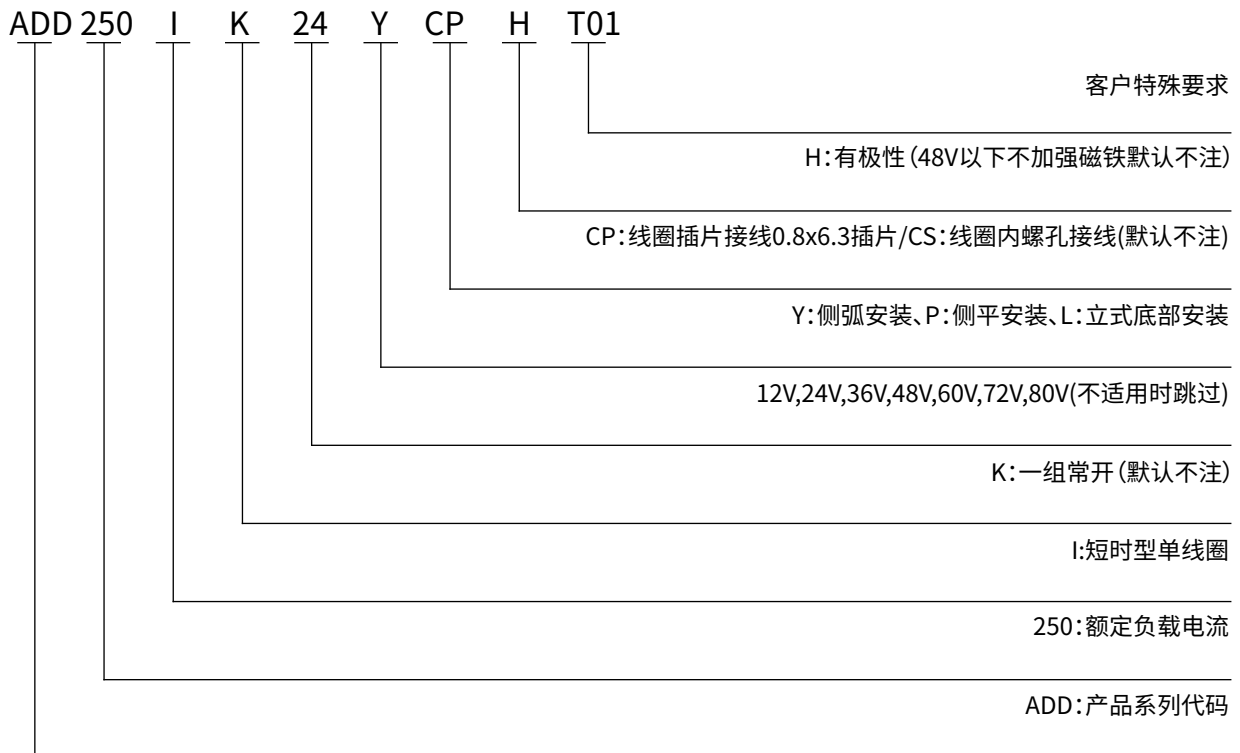 ADD 250 I K 24 Y CP H T01
客户特殊要求
H：有极性（48V以下不加强磁铁默认不注）
CP：线圈插片接线0.8x6.3插片/CS：线圈内螺孔接线(默认不注)
Y：侧弧安装、P：侧平安装、L：立式底部安装
12V,24V,36V,48V,60V,72V,80V(不适用时跳过)
K：一组常开（默认不注）
I:短时型单线圈
250：额定负载电流
ADD：产品系列代码